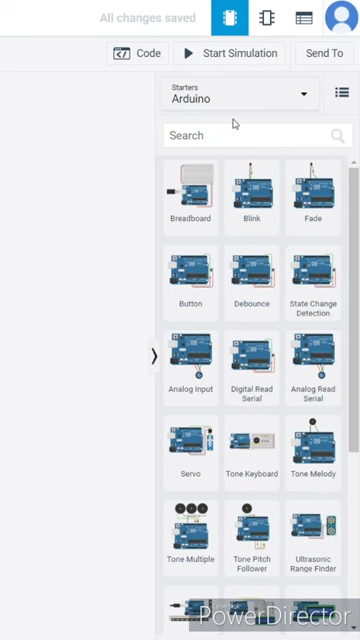 All changes saved
Code
Start Simulation
Send To
Starters
Arduino
Search
Breadboard
Blink
Fade
Button
Debounce
State Change
Detection
Analog Input
Digital Read
Serial
Analog Read
Serial
Servo
Tone Keyboard
Tone Melody
Tone Multiple
Tone Pitch
Follower
Ultrasonic
Range Finder
PowerDirector